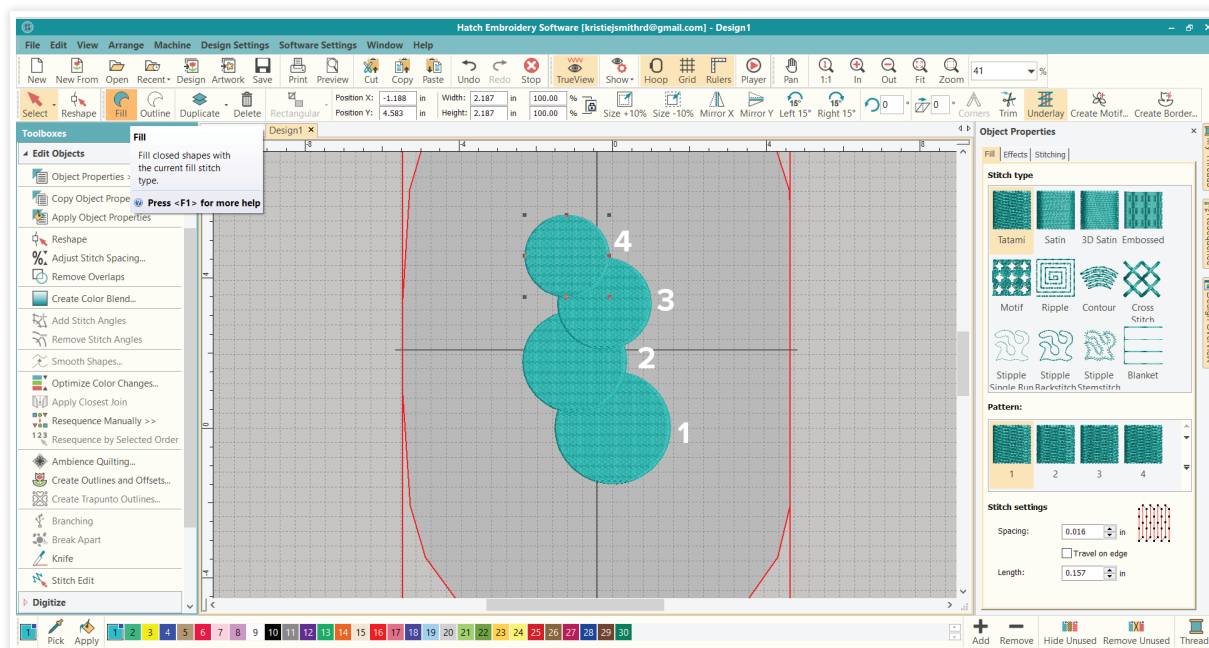 Hatch Embroidery Software [kristiejsmithrd@gmail.com] - Design1
File Edit View Arrange Machine Design Settings Software Settings Window Help
New New From Open Recent Design Artwork Save Print Preview Cut Copy Paste Undo Redo Stop TrueView Show Hoop Grid Rulers Player Pan 1:1 In Out Fit Zoom 41 %
Select Reshape Fill Outline Duplicate Delete Rectangular Position X: -1.188 in Width: 2.187 in 100.00 % Size +10% Size -10% Mirror X Mirror Y 15° Left 15° 15° Right 15° 0 ° 0 ° Corners Trim Underlay Create Motif... Create Border...
Position Y: 4.583 in Height: 2.187 in 100.00 %
Toolboxes
Edit Objects
Object Properties >
Copy Object Prope
Apply Object Properties
Reshape
Adjust Stitch Spacing...
Remove Overlaps
Create Color Blend...
Add Stitch Angles
Remove Stitch Angles
Smooth Shapes...
Optimize Color Changes...
Apply Closest Join
Resequence Manually >>
123 Resequence by Selected Order
Ambience Quilting...
Create Outlines and Offsets...
Create Trapunto Outlines...
Branching
Break Apart
Knife
Stitch Edit
Digitize
Fill
Fill closed shapes with
the current fill stitch
type.
Press <F1> for more help
Design1
-8 -4 0 4 8
4
0
-4
4
3
2
1
Object Properties
Fill Effects Stitching
Stitch type
Tatami Satin 3D Satin Embossed
Motif Ripple Contour Cross
Stitch
Stipple Stipple Stipple Blanket
Single Run Backstitch Stemstitch
Pattern:
1 2 3 4
Stitch settings
Spacing: 0.016 in
Travel on edge
Length: 0.157 in
1 Pick Apply 1 2 3 4 5 6 7 8 9 10 11 12 13 14 15 16 17 18 19 20 21 22 23 24 25 26 27 28 29 30 Add Remove Hide Unused Remove Unused Thread